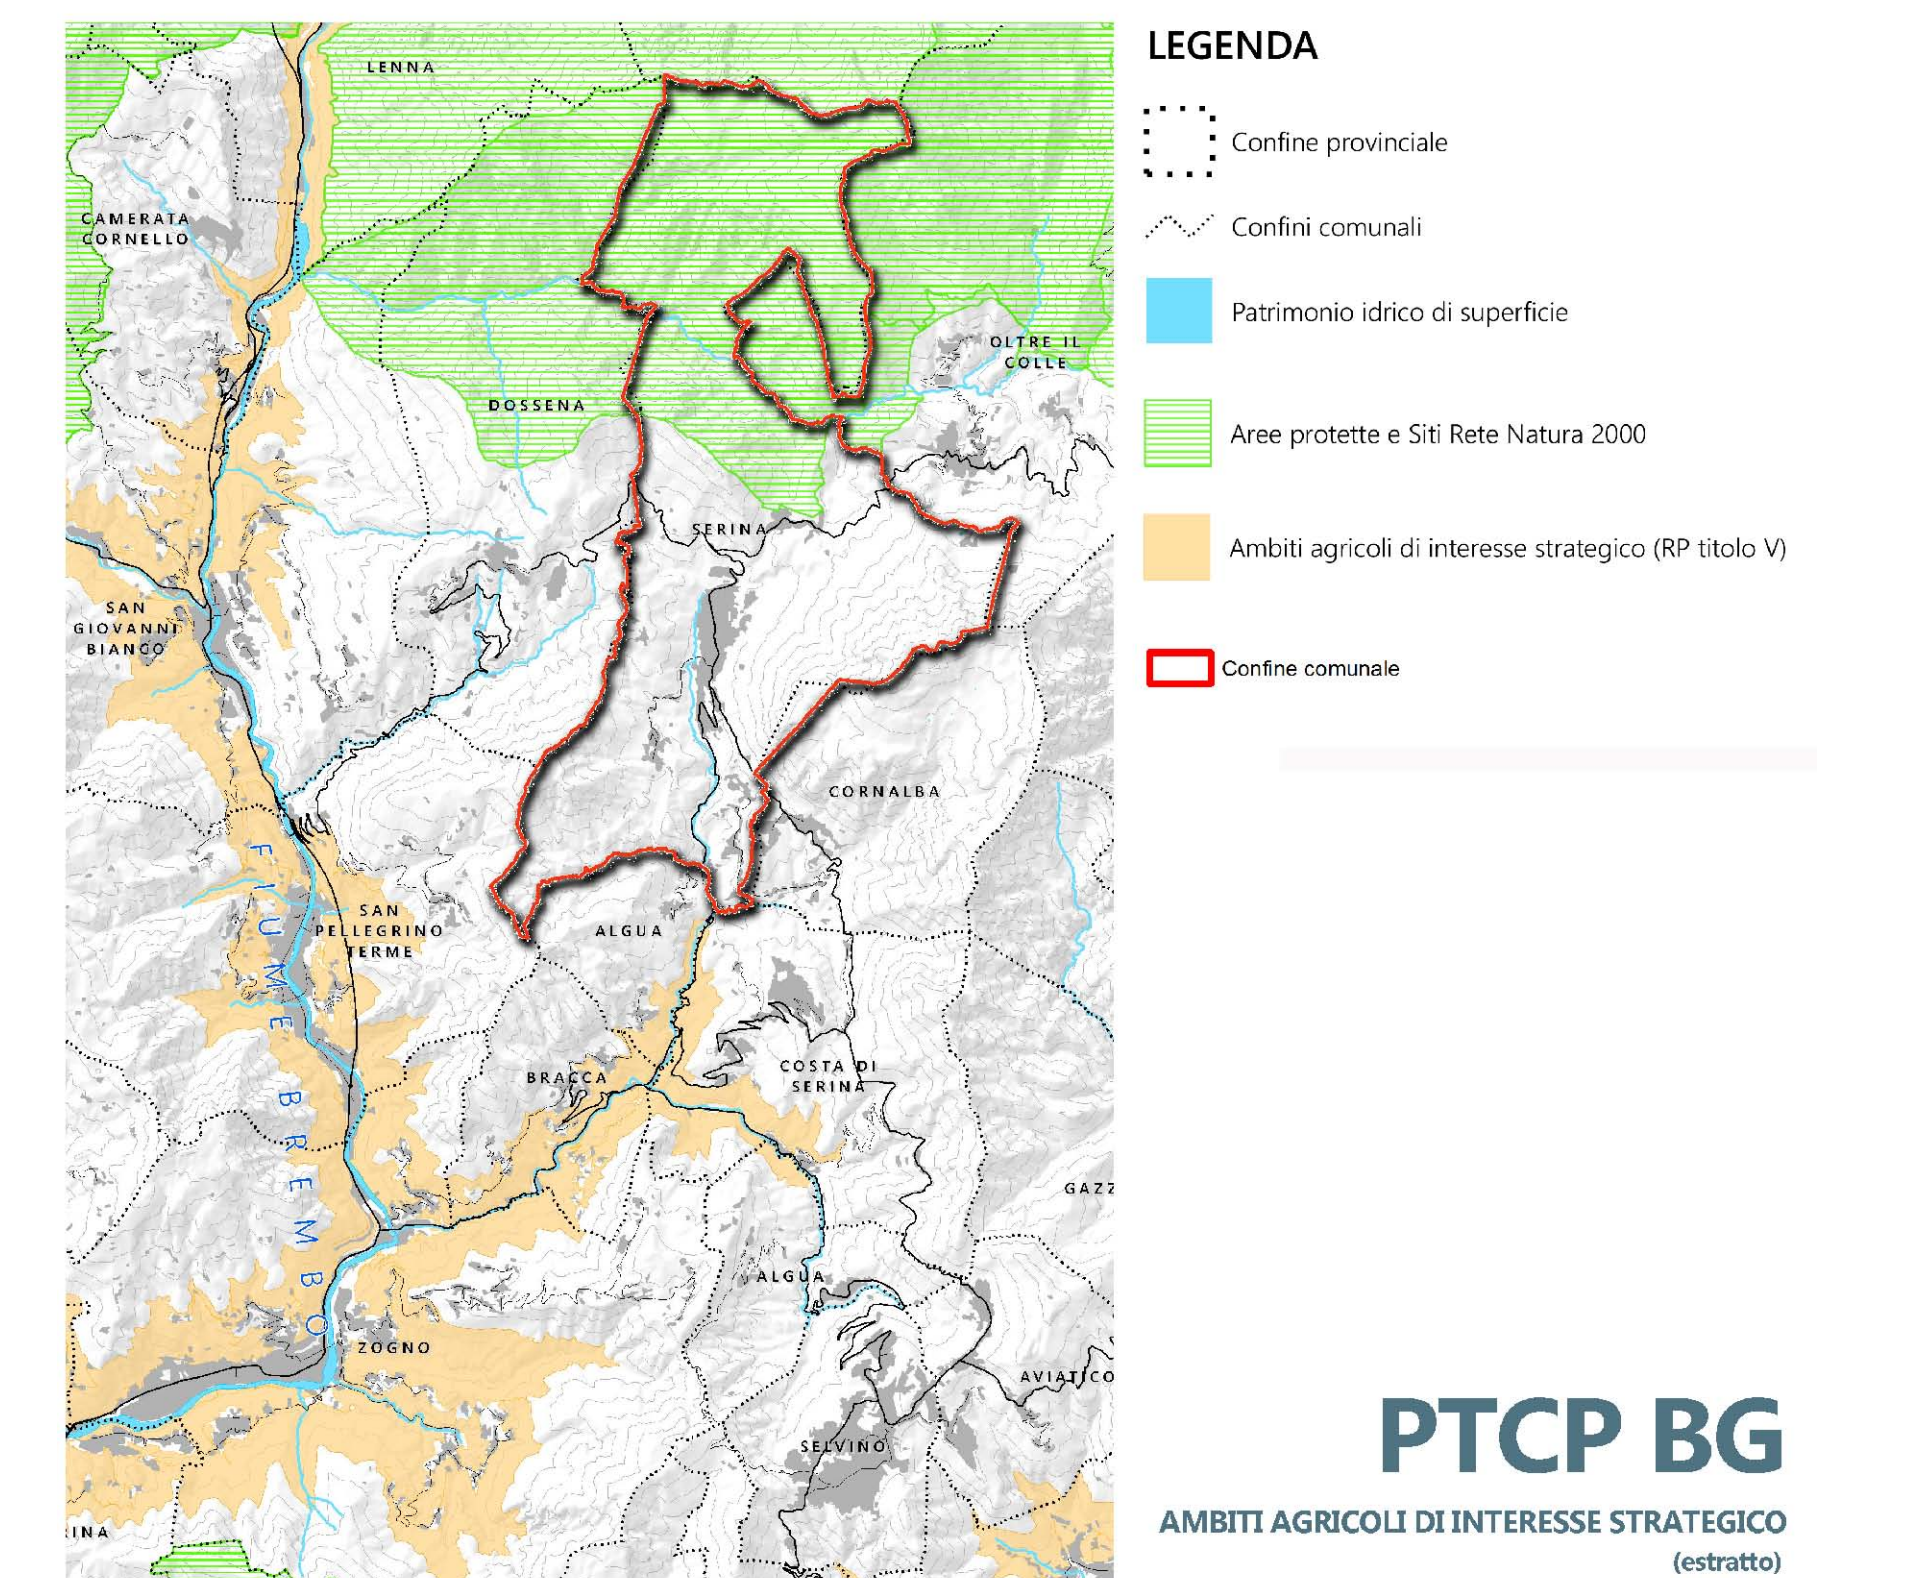 LENNA
CAMERATA
CORNELLO
OLTRE IL
COLLE
DOSSENA
SERINA
SAN
GIOVANNI
BIANCO
CORNALBA
SAN
PELLEGRINO
TERME
ALGUA
FIUME BREMBO
BRACCA
COSTA DI
SERINA
GAZZ
ALGUA
ZOGNO
AVIATICO
SELVINO
INA
LEGENDA
Confine provinciale
Confini comunali
Patrimonio idrico di superficie
Aree protette e Siti Rete Natura 2000
Ambiti agricoli di interesse strategico (RP titolo V)
Confine comunale
PTCP BG
AMBITI AGRICOLI DI INTERESSE STRATEGICO
(estratto)